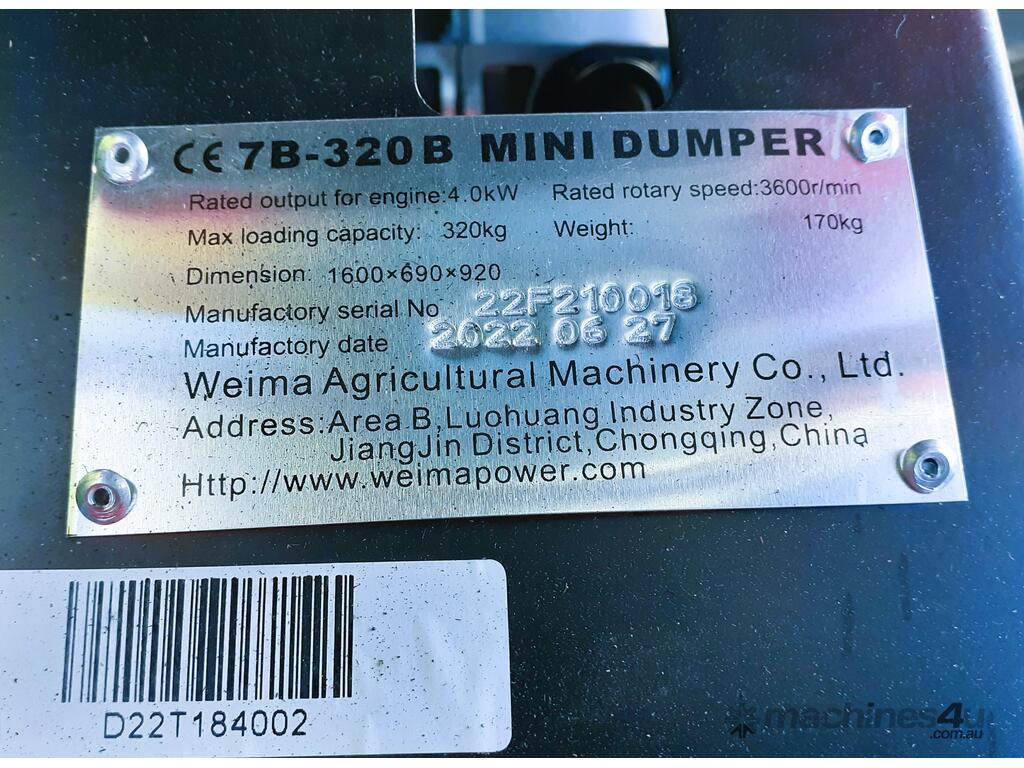 CE 7B-320B MINI DUMPER
Rated output for engine:4.0kW Rated rotary speed:3600r/min
Max loading capacity: 320kg Weight: 170kg
Dimension: 1600×690×920
Manufactory serial No 22F210018
Manufactory date 2022 06 27
Weima Agricultural Machinery Co., Ltd.
Address:Area B,Luohuang Industry Zone,
JiangJin District,Chongqing,China
Http://www.weimapower.com
D22T184002
machines4u
.com.au